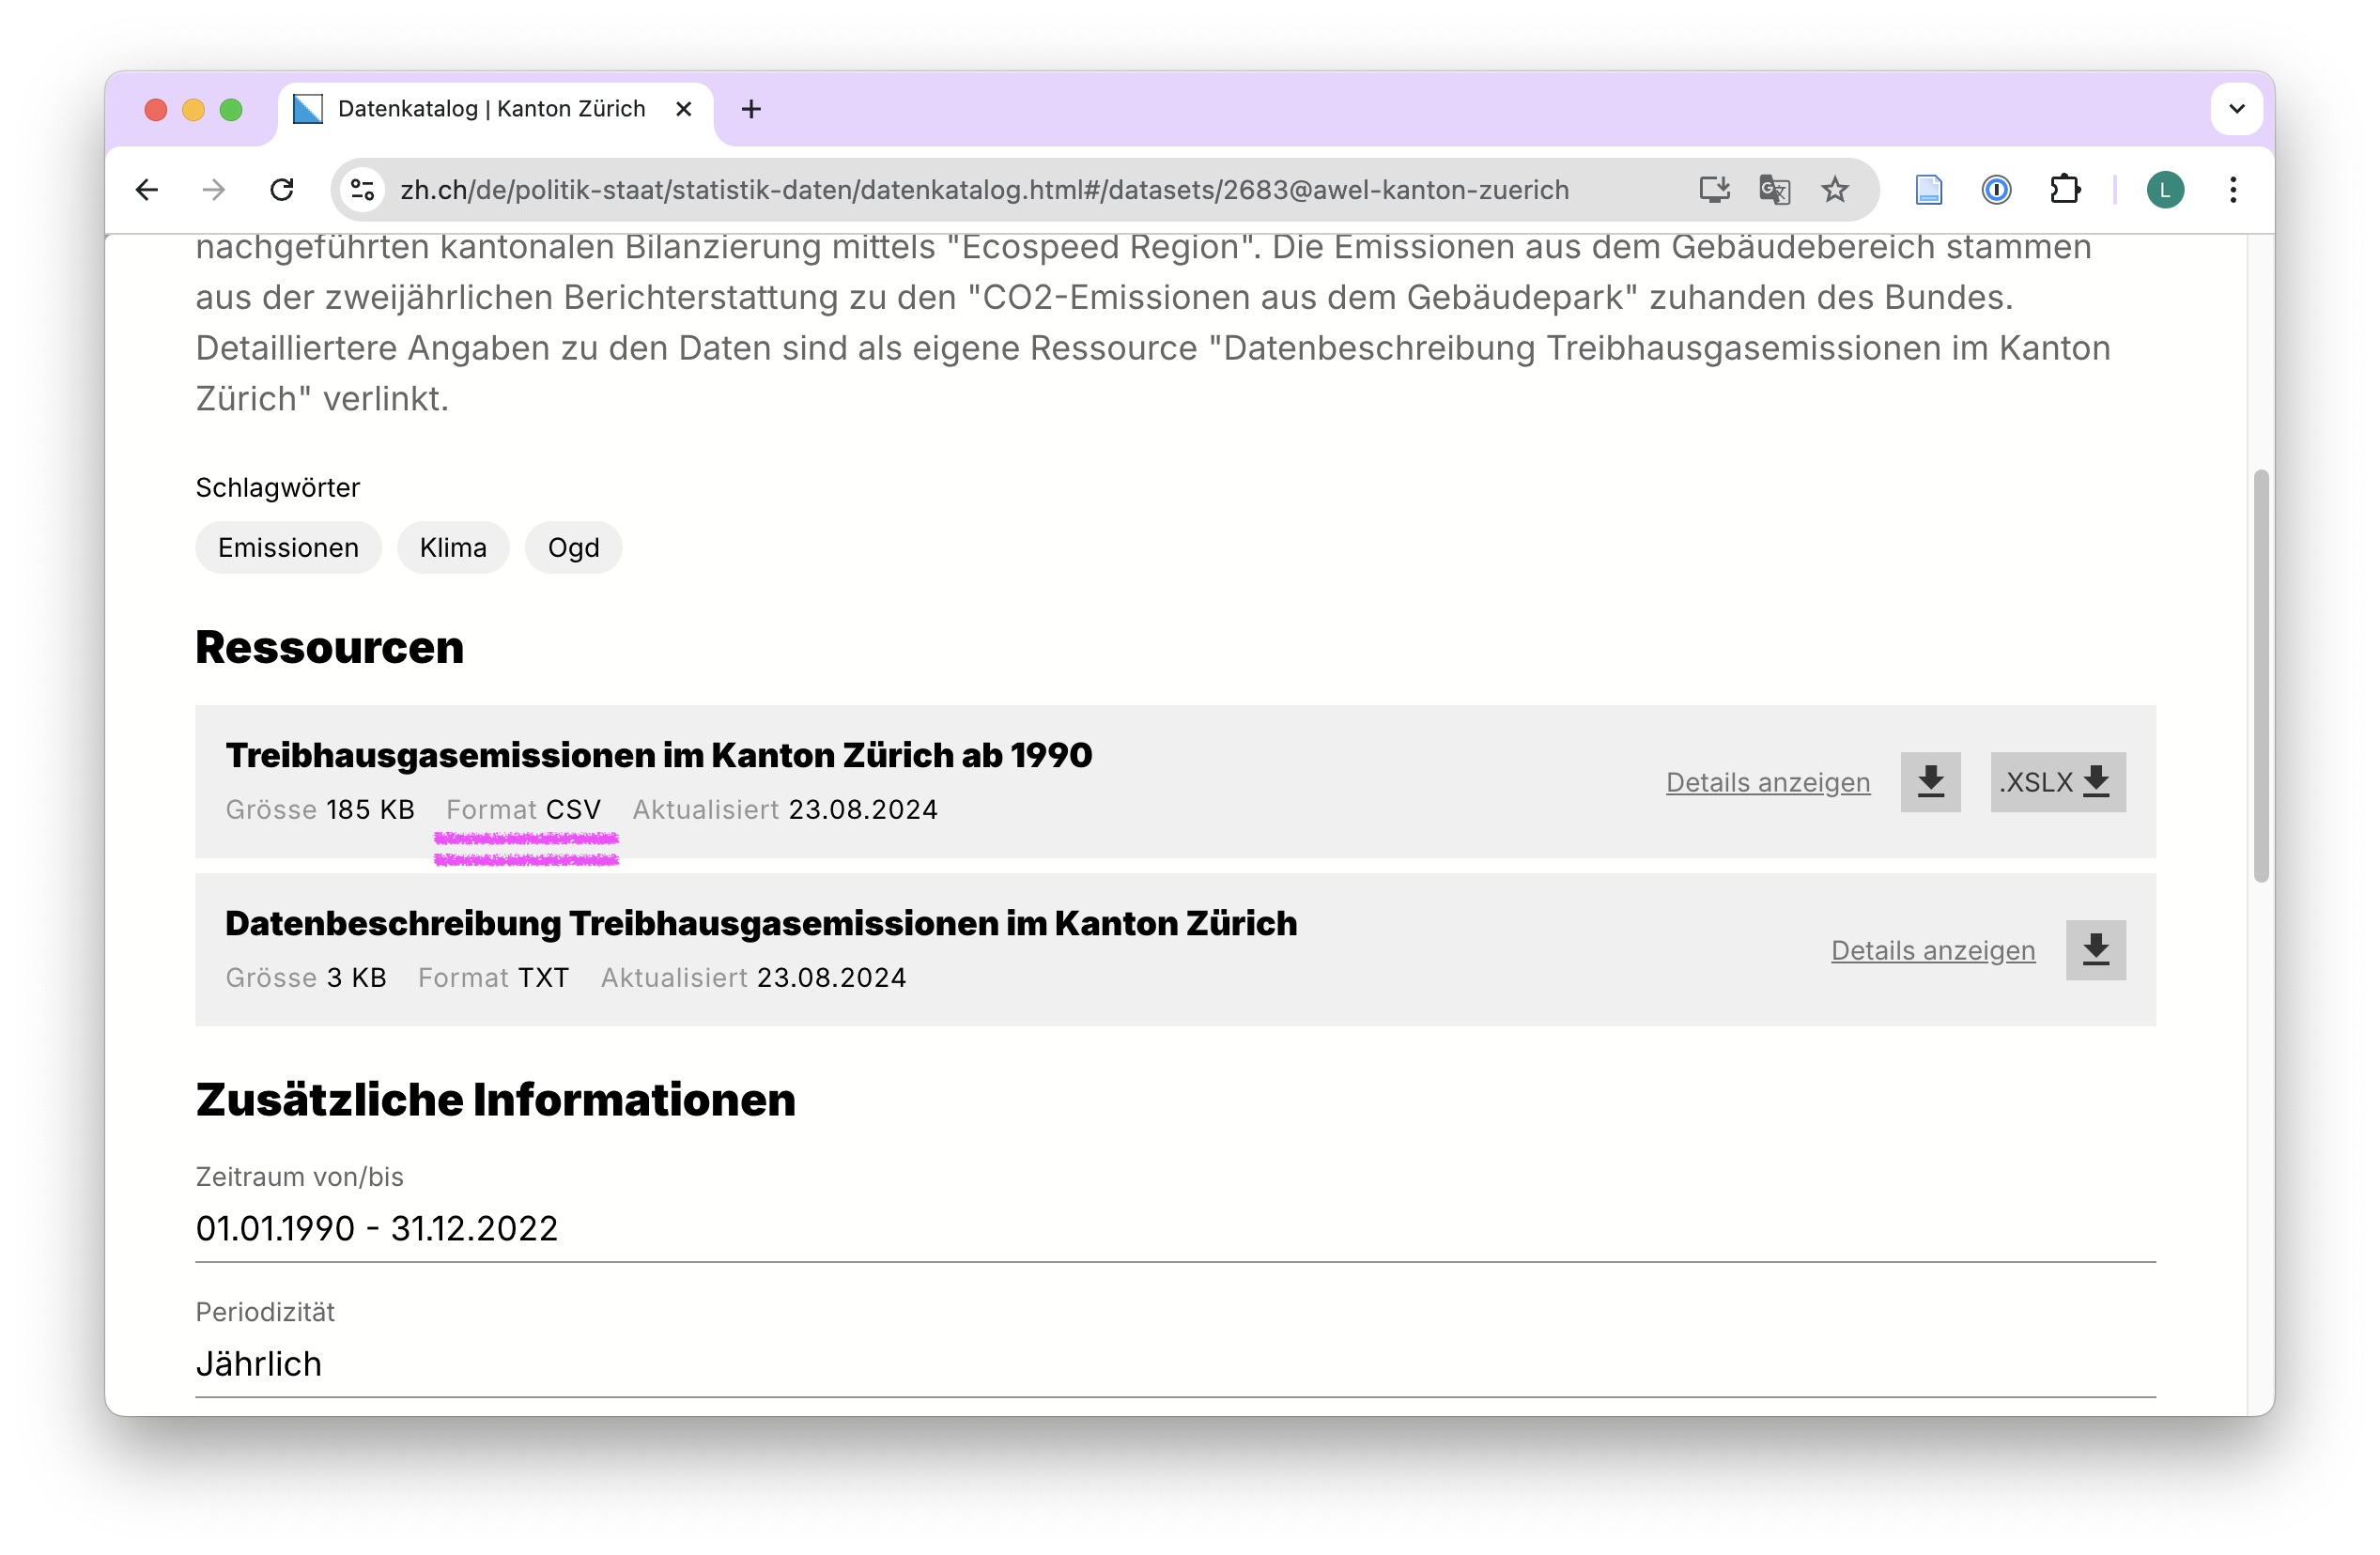 Datenkatalog | Kanton Zürich
zh.ch/de/politik-staat/statistik-daten/datenkatalog.html#/datasets/2683@awel-kanton-zuerich
L
nachgeführten kantonalen Bilanzierung mittels "Ecospeed Region". Die Emissionen aus dem Gebäudebereich stammen
aus der zweijährlichen Berichterstattung zu den "CO2-Emissionen aus dem Gebäudepark" zuhanden des Bundes.
Detailliertere Angaben zu den Daten sind als eigene Ressource "Datenbeschreibung Treibhausgasemissionen im Kanton
Zürich" verlinkt.
Schlagwörter
Emissionen Klima Ogd
Ressourcen
Treibhausgasemissionen im Kanton Zürich ab 1990
Grösse 185 KB Format CSV Aktualisiert 23.08.2024
Details anzeigen .XSLX
Datenbeschreibung Treibhausgasemissionen im Kanton Zürich
Grösse 3 KB Format TXT Aktualisiert 23.08.2024
Details anzeigen
Zusätzliche Informationen
Zeitraum von/bis
01.01.1990 - 31.12.2022
Periodizität
Jährlich